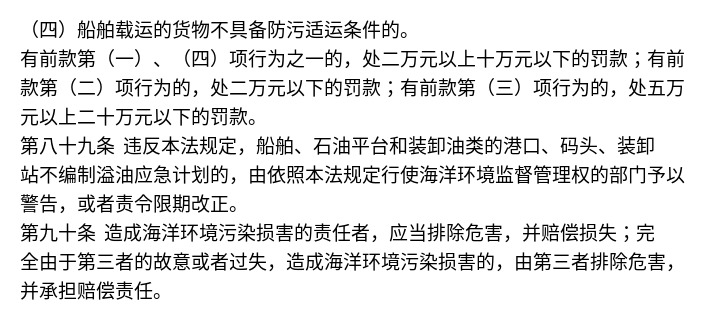 （四）船舶载运的货物不具备防污适运条件的。
有前款第（一）、（四）项行为之一的，处二万元以上十万元以下的罚款；有前
款第（二）项行为的，处二万元以下的罚款；有前款第（三）项行为的，处五万
元以上二十万元以下的罚款。
第八十九条 违反本法规定，船舶、石油平台和装卸油类的港口、码头、装卸
站不编制溢油应急计划的，由依照本法规定行使海洋环境监督管理权的部门予以
警告，或者责令限期改正。
第九十条 造成海洋环境污染损害的责任者，应当排除危害，并赔偿损失；完
全由于第三者的故意或者过失，造成海洋环境污染损害的，由第三者排除危害，
并承担赔偿责任。